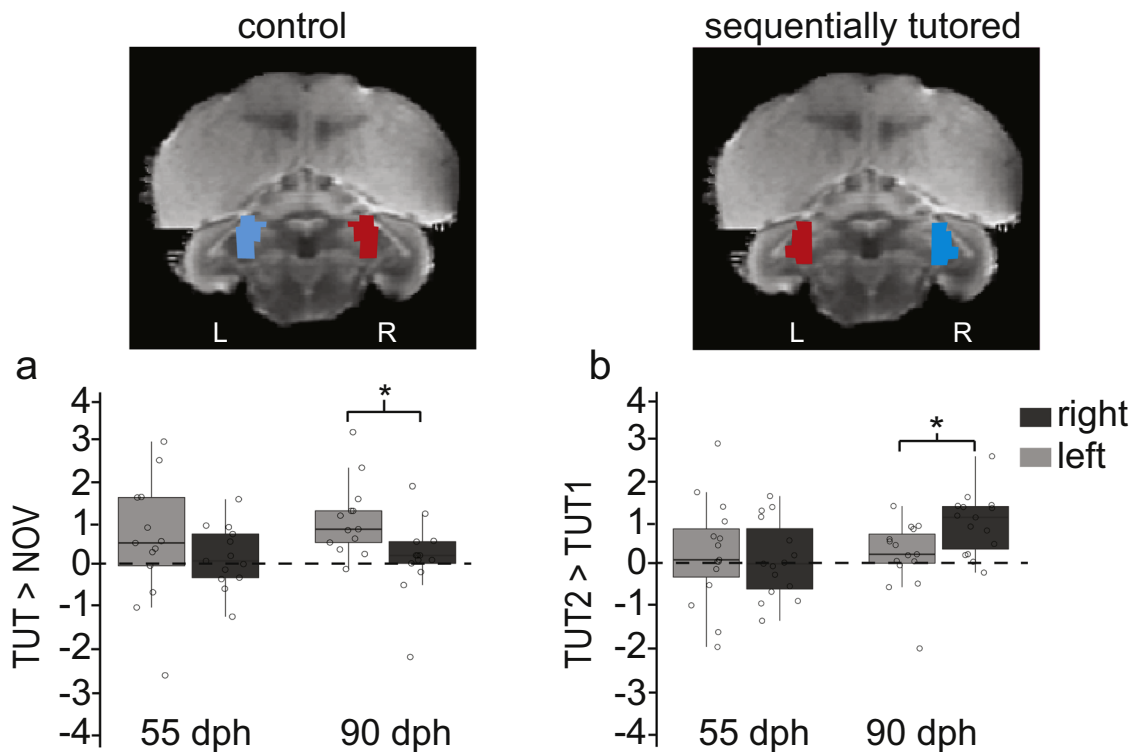 control
sequentially tutored
L R
L R
a
TUT > NOV
4
3
2
1
0
-1
-2
-3
-4
*
55 dph 90 dph
b
TUT2 > TUT1
4
3
2
1
0
-1
-2
-3
-4
*
right
left
55 dph 90 dph